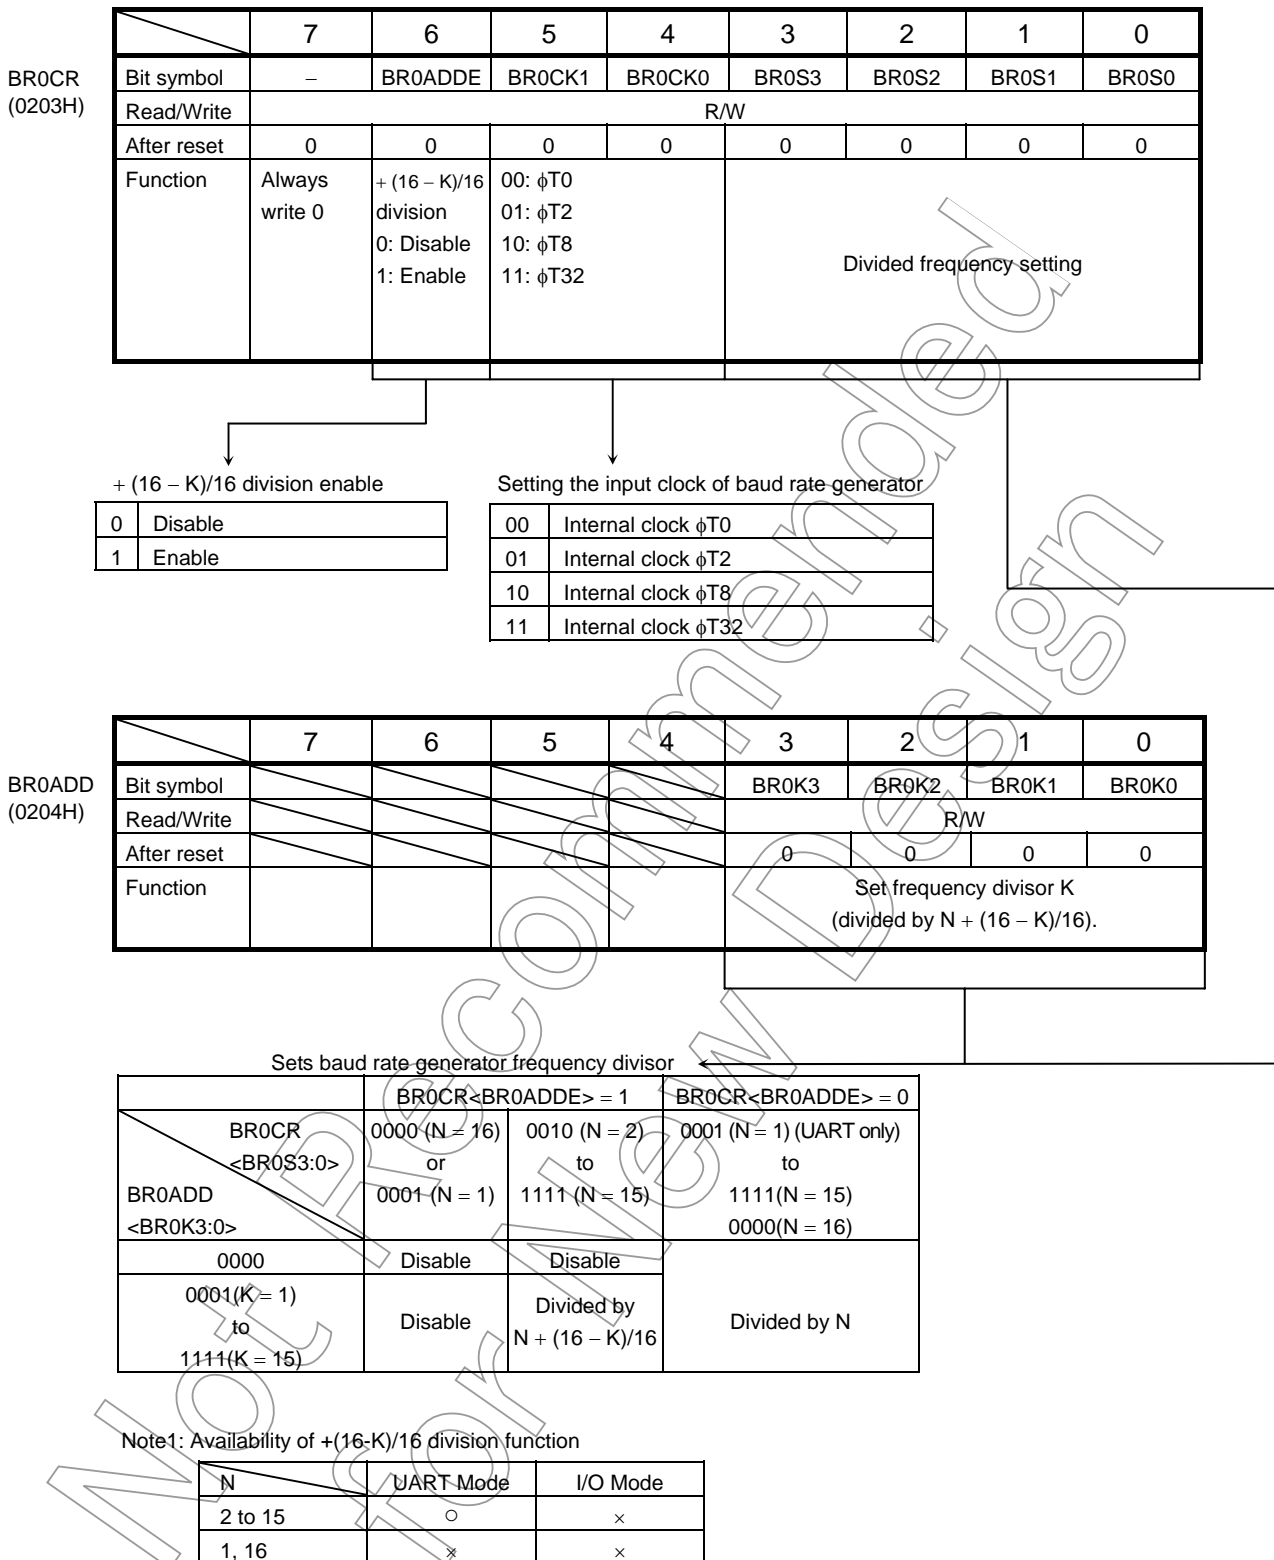 7 6 5 4 3 2 1 0
BR0CR
(0203H)
Bit symbol – BR0ADDE BR0CK1 BR0CK0 BR0S3 BR0S2 BR0S1 BR0S0
Read/Write R/W
After reset 0 0 0 0 0 0 0 0
Function Always + (16 – K)/16 00: ϕT0
write 0 division 01: ϕT2
0: Disable 10: ϕT8 Divided frequency setting
1: Enable 11: ϕT32
+ (16 – K)/16 division enable
0 Disable
1 Enable
Setting the input clock of baud rate generator
00 Internal clock ϕT0
01 Internal clock ϕT2
10 Internal clock ϕT8
11 Internal clock ϕT32
7 6 5 4 3 2 1 0
BR0ADD
(0204H)
Bit symbol BR0K3 BR0K2 BR0K1 BR0K0
Read/Write R/W
After reset 0 0 0 0
Function Set frequency divisor K
(divided by N + (16 – K)/16).
Sets baud rate generator frequency divisor
BR0CR<BR0ADDE> = 1 BR0CR<BR0ADDE> = 0
BR0CR 0000 (N = 16) 0010 (N = 2) 0001 (N = 1) (UART only)
<BR0S3:0> or to to
BR0ADD 0001 (N = 1) 1111 (N = 15) 1111(N = 15)
<BR0K3:0> 0000(N = 16)
0000 Disable Disable
0001(K = 1)
to
1111(K = 15)
Disable
Divided by
N + (16 – K)/16
Divided by N
Note1: Availability of +(16-K)/16 division function
N UART Mode I/O Mode
2 to 15 ○ ×
1, 16 × ×
Not Recommended
for New Design